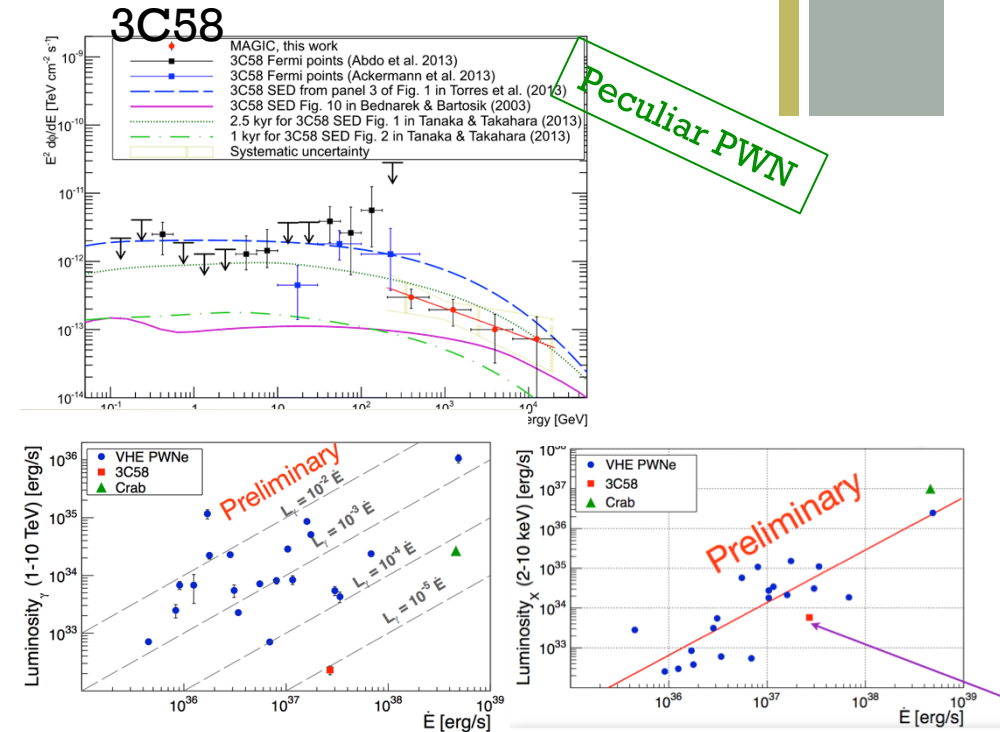 3C58
MAGIC, this work
3C58 Fermi points (Abdo et al. 2013)
3C58 Fermi points (Ackermann et al. 2013)
3C58 SED from panel 3 of Fig. 1 in Torres et al. (2013)
3C58 SED Fig. 10 in Bednarek & Bartosik (2003)
2.5 kyr for 3C58 SED Fig. 1 in Tanaka & Takahara (2013)
1 kyr for 3C58 SED Fig. 2 in Tanaka & Takahara (2013)
Systematic uncertainty
Peculiar PWN
E² dφ/dE [TeV cm⁻² s⁻¹]
10⁻⁹
10⁻¹⁰
10⁻¹¹
10⁻¹²
10⁻¹³
10⁻¹⁴
10⁻¹ 1 10 10² 10³ 10⁴
ergy [GeV]
VHE PWNe
3C58
Crab
Preliminary
L_γ = 10⁻² Ė
L_γ = 10⁻³ Ė
L_γ = 10⁻⁴ Ė
L_γ = 10⁻⁵ Ė
Luminosity_γ (1-10 TeV) [erg/s]
10³⁶
10³⁵
10³⁴
10³³
10³⁶ 10³⁷ 10³⁸ 10³⁹
Ė [erg/s]
VHE PWNe
3C58
Crab
Preliminary
Luminosity_X (2-10 keV) [erg/s]
10³⁷
10³⁶
10³⁵
10³⁴
10³³
10³⁶ 10³⁷ 10³⁸ 10³⁹
Ė [erg/s]